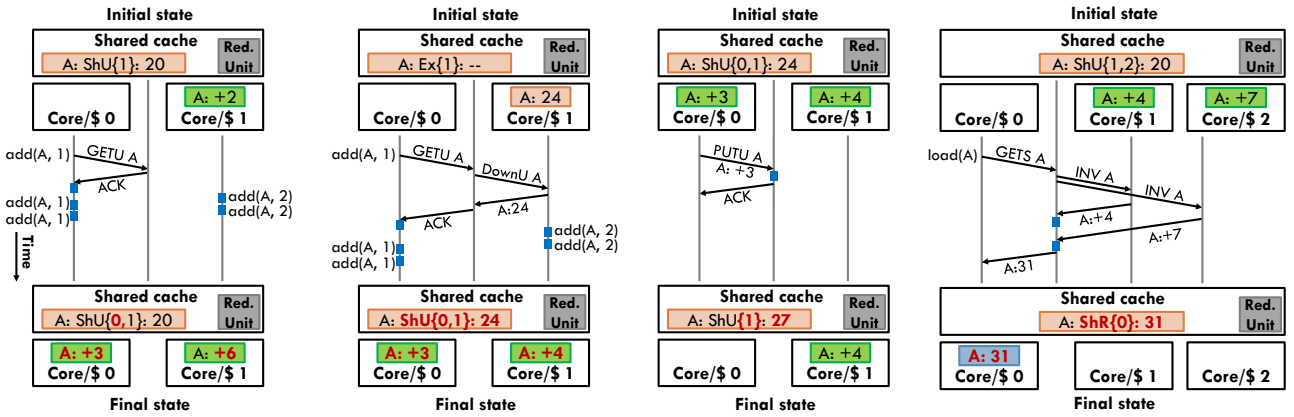 Initial state
Shared cache
A: ShU{1}: 20
Red.
Unit
A: +2
Core/$ 0
Core/$ 1
add(A, 1)
GETU A
ACK
add(A, 1)
add(A, 1)
add(A, 2)
add(A, 2)
Time
Shared cache
A: ShU{0,1}: 20
Red.
Unit
A: +3
A: +6
Core/$ 0
Core/$ 1
Final state
Initial state
Shared cache
A: Ex{1}: --
Red.
Unit
A: 24
Core/$ 0
Core/$ 1
add(A, 1)
GETU A
DownU A
A:24
ACK
add(A, 1)
add(A, 1)
add(A, 2)
add(A, 2)
Shared cache
A: ShU{0,1}: 24
Red.
Unit
A: +3
A: +4
Core/$ 0
Core/$ 1
Final state
Initial state
Shared cache
A: ShU{0,1}: 24
Red.
Unit
A: +3
A: +4
Core/$ 0
Core/$ 1
PUTU A
A: +3
ACK
Shared cache
A: ShU{1}: 27
Red.
Unit
A: +4
Core/$ 0
Core/$ 1
Final state
Initial state
Shared cache
A: ShU{1,2}: 20
Red.
Unit
A: +4
A: +7
Core/$ 0
Core/$ 1
Core/$ 2
load(A)
GETS A
INV A
INV A
A:+4
A:+7
A:31
Shared cache
A: ShR{0}: 31
Red.
Unit
A: 31
Core/$ 0
Core/$ 1
Core/$ 2
Final state